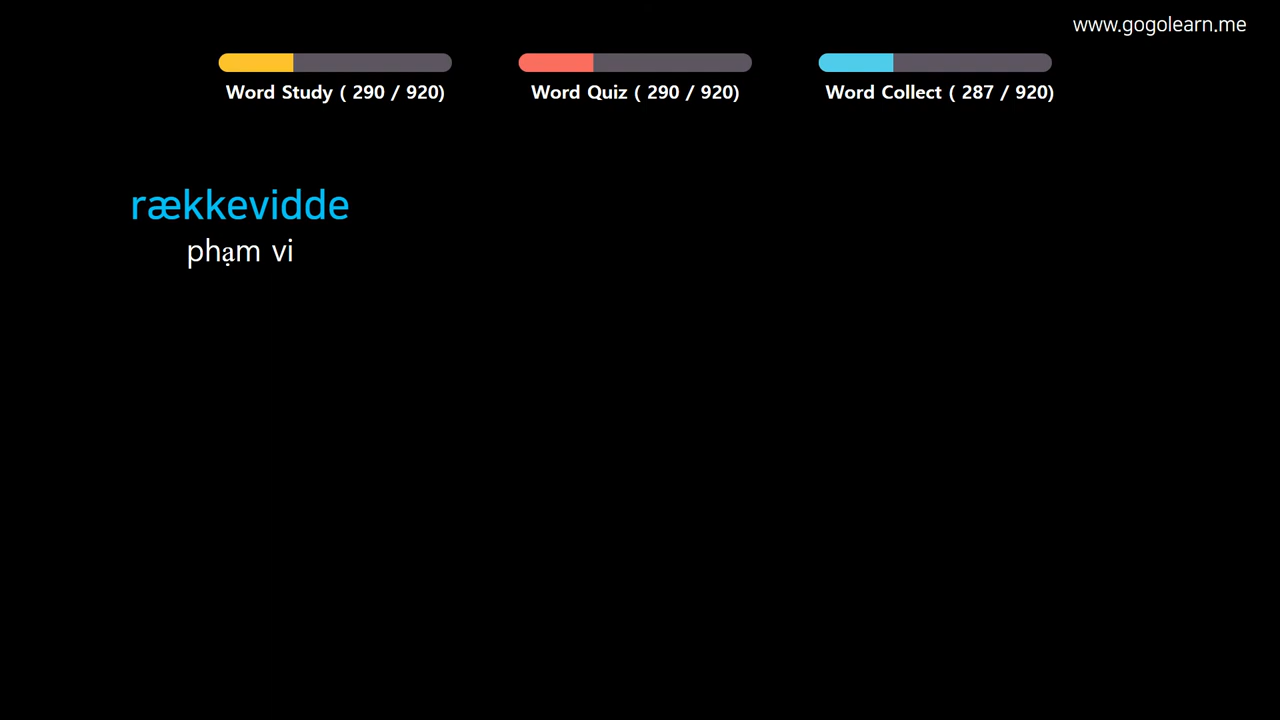 www.gogolearn.me
Word Study ( 290 / 920)
Word Quiz ( 290 / 920)
Word Collect ( 287 / 920)
rækkevidde
phạm vi